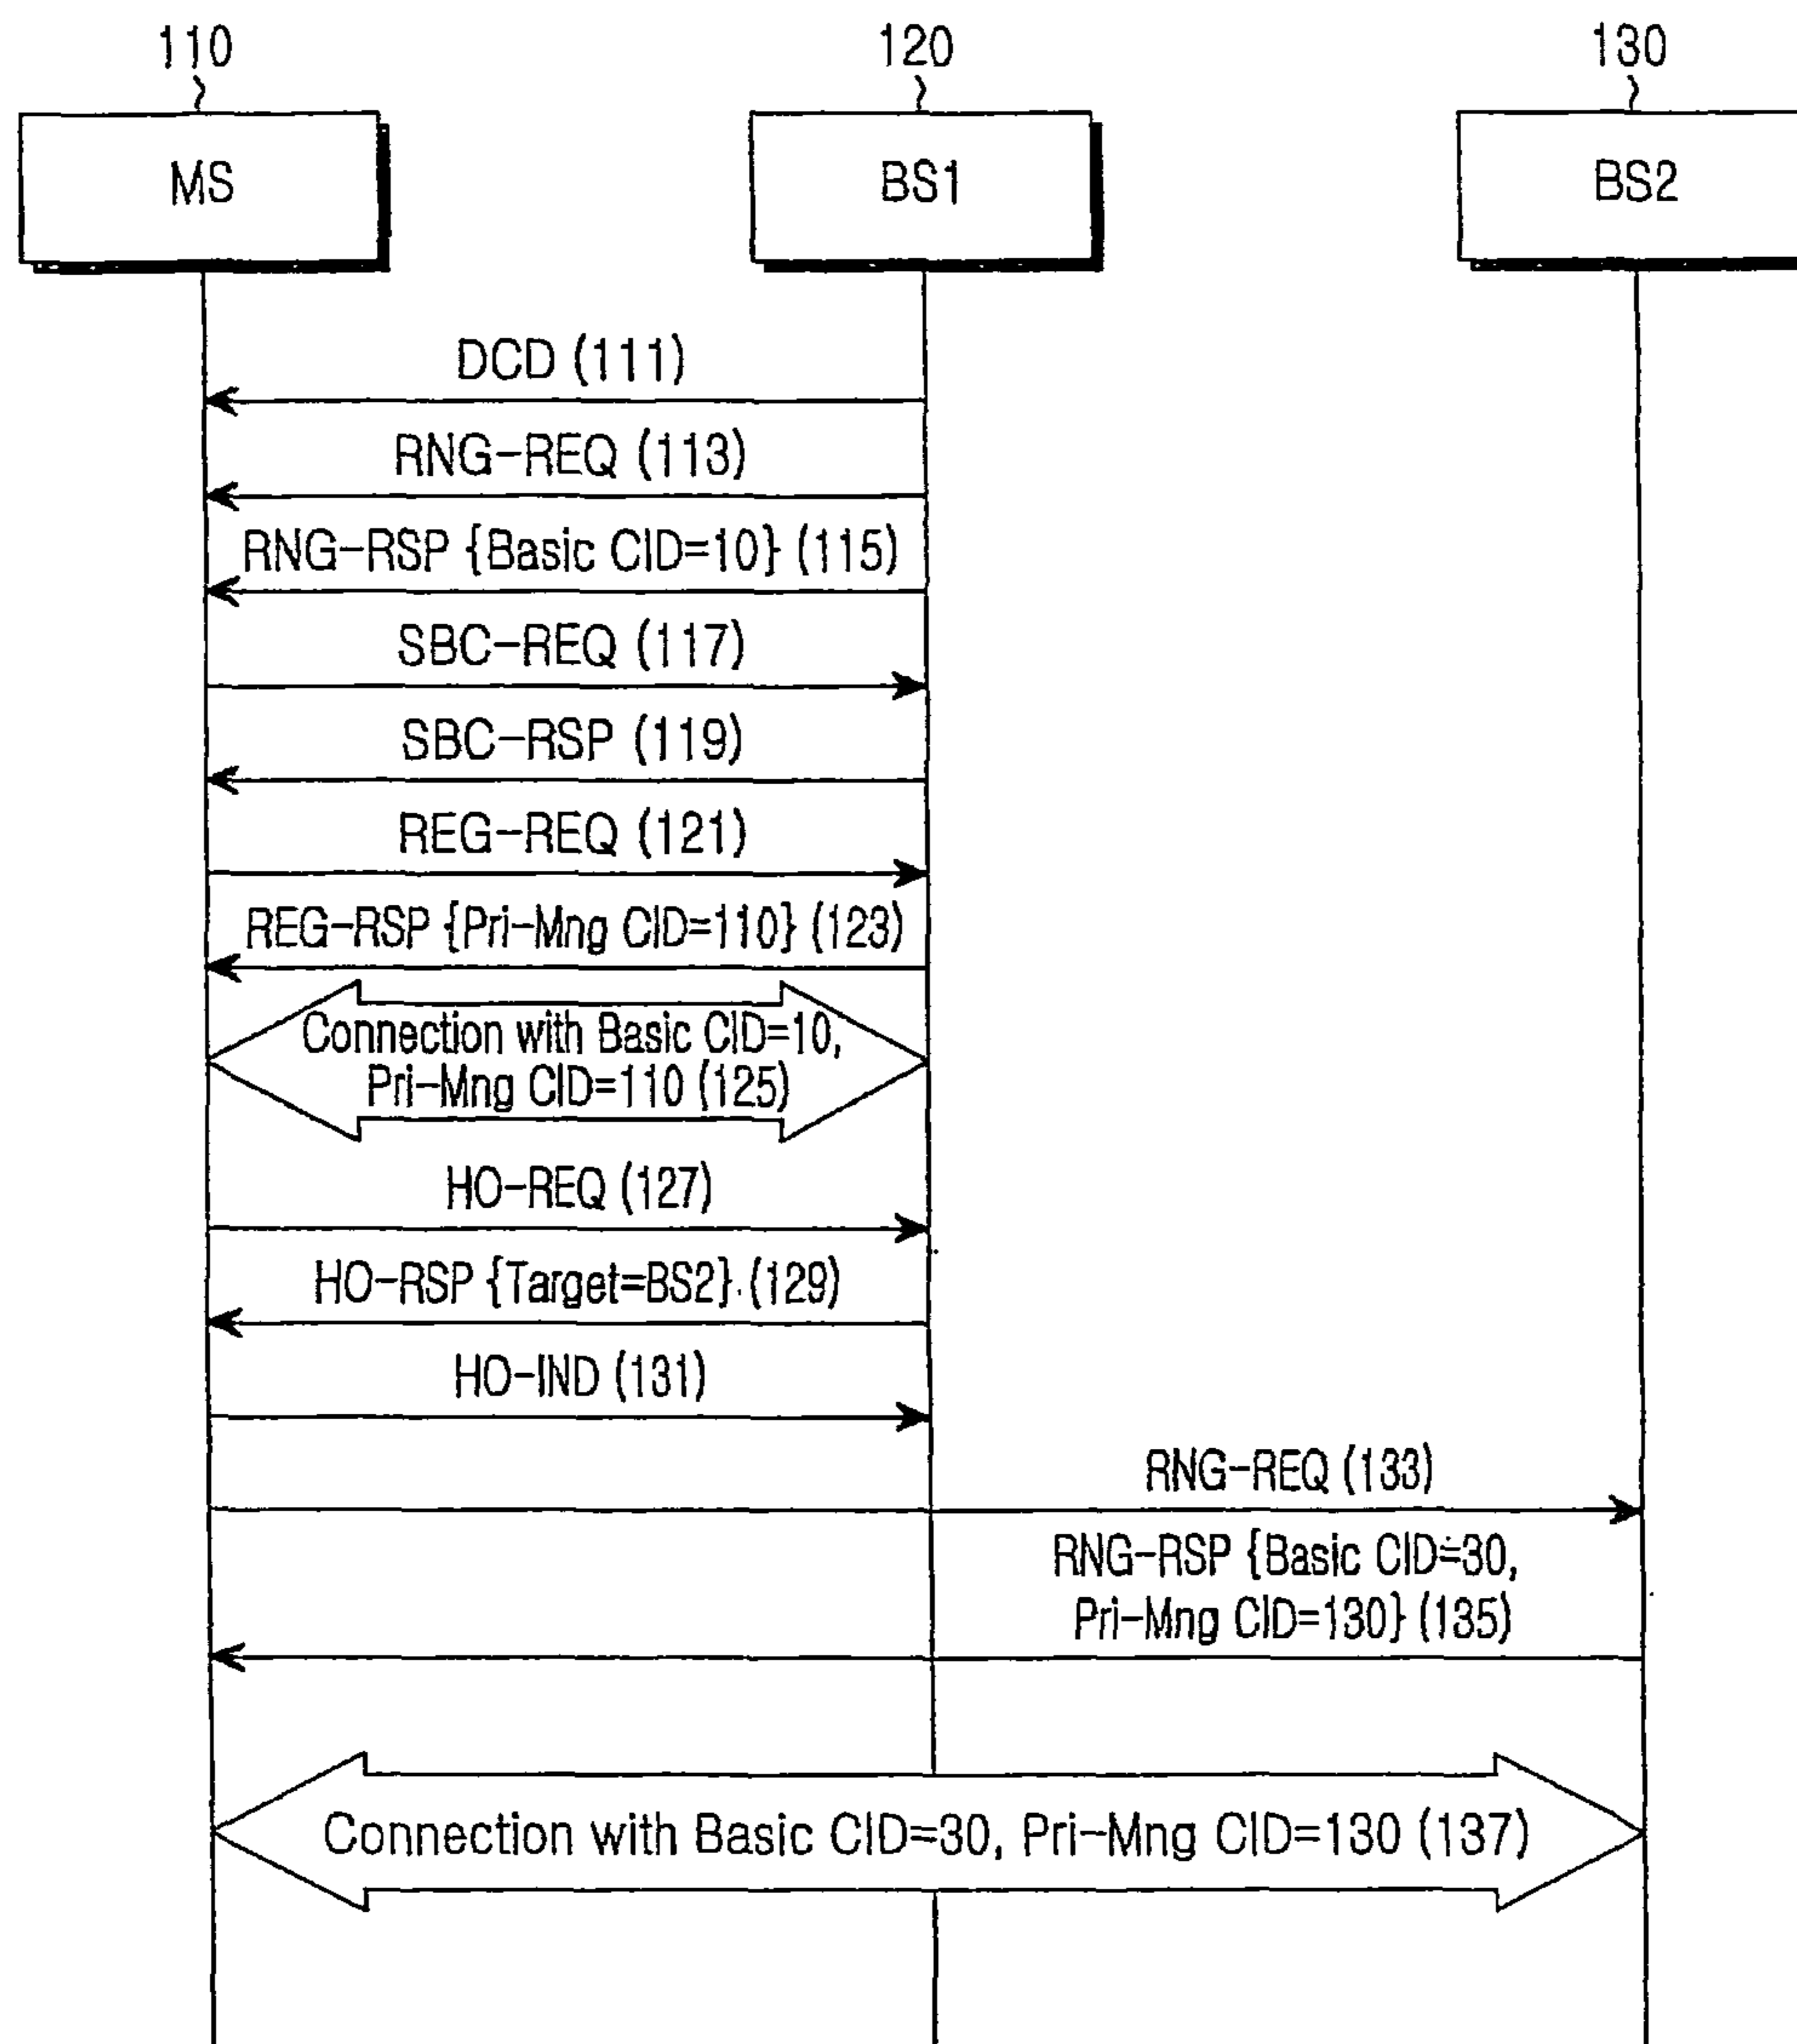 110
120
130
MS
BS1
BS2
DCD (111)
RNG-REQ (113)
RNG-RSP {Basic CID=10} (115)
SBC-REQ (117)
SBC-RSP (119)
REG-REQ (121)
REG-RSP {Pri-Mng CID=110} (123)
Connection with Basic CID=10,
Pri-Mng CID=110 (125)
HO-REQ (127)
HO-RSP {Target=BS2} (129)
HO-IND (131)
RNG-REQ (133)
RNG-RSP {Basic CID=30,
Pri-Mng CID=130} (135)
Connection with Basic CID=30, Pri-Mng CID=130 (137)